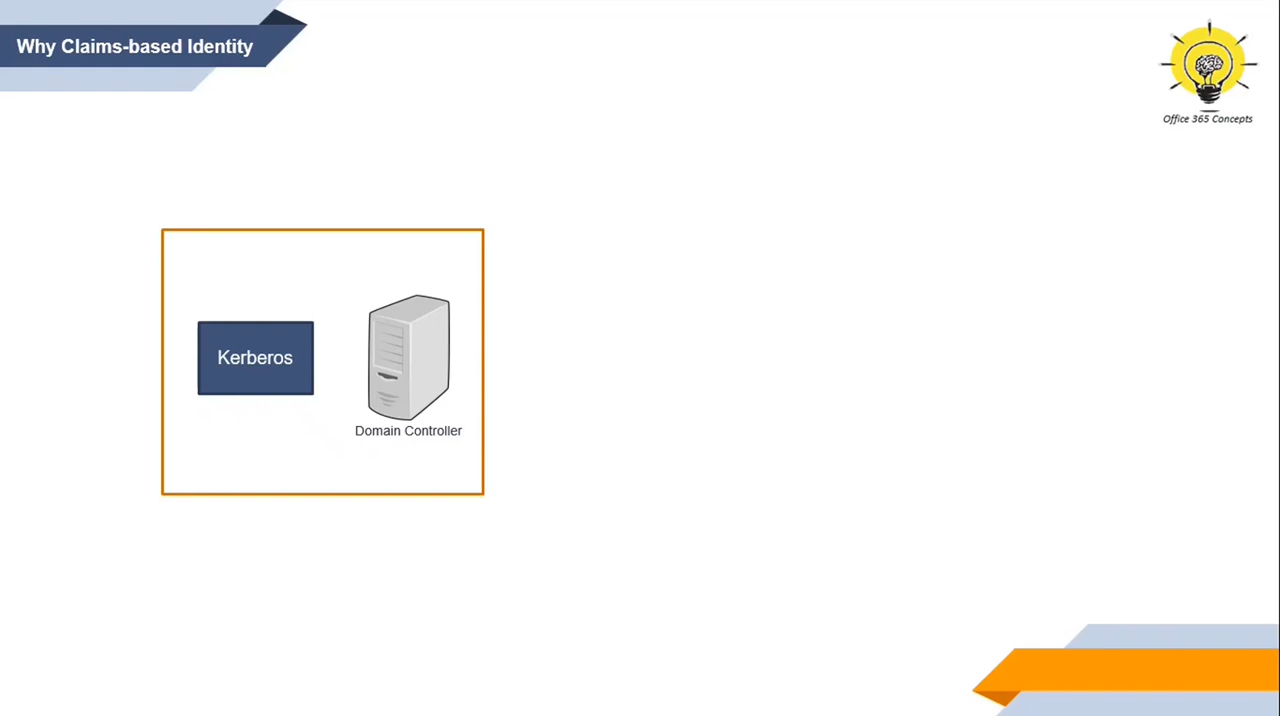 Why Claims-based Identity
Office 365 Concepts
Kerberos
Domain Controller